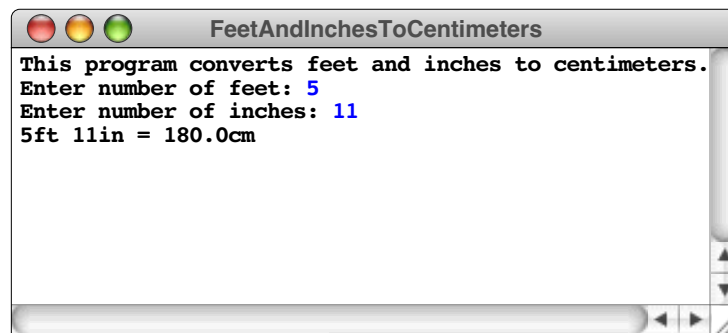 FeetAndInchesToCentimeters
This program converts feet and inches to centimeters.
Enter number of feet: 5
Enter number of inches: 11
5ft 11in = 180.0cm